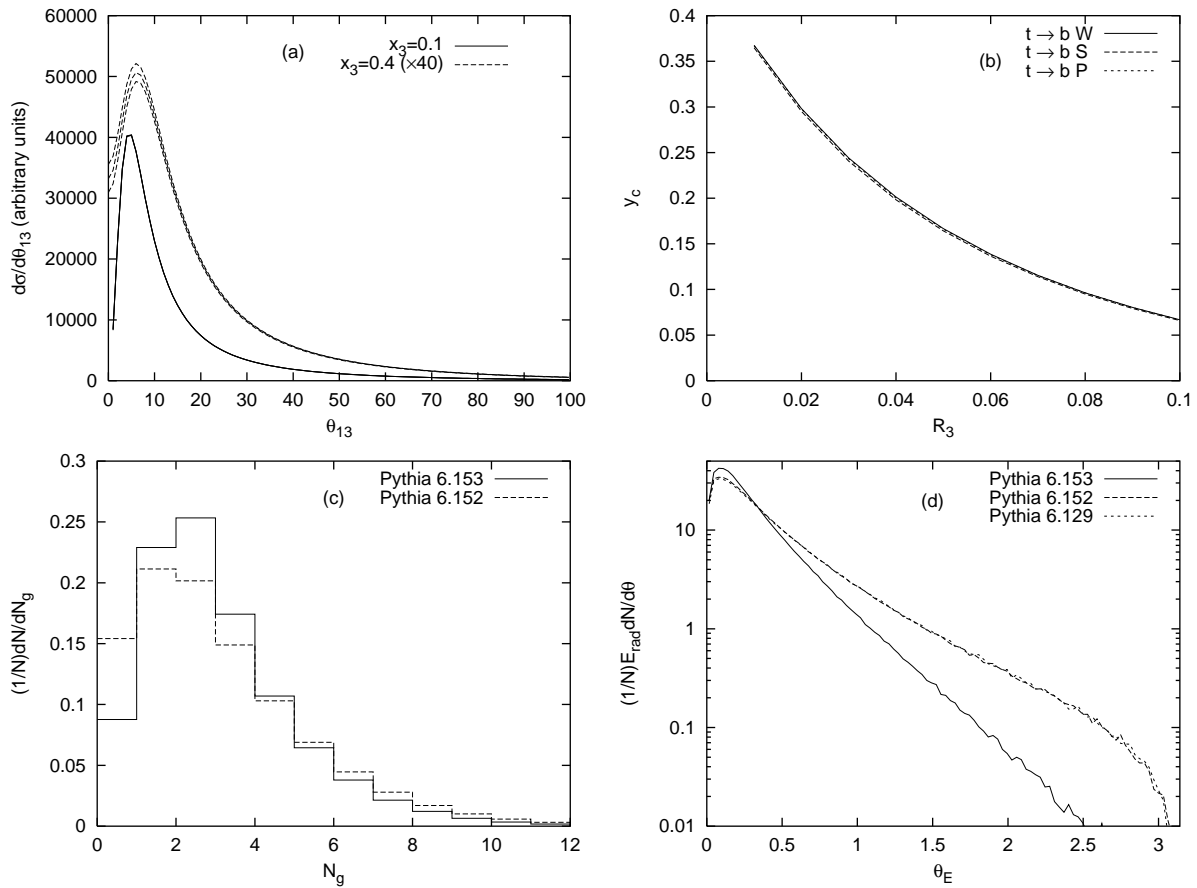 60000
50000
40000
30000
20000
10000
0
0 10 20 30 40 50 60 70 80 90 100
dσ/dθ13 (arbitrary units)
θ13
(a)
x3=0.1
x3=0.4 (×40)
0.4
0.35
0.3
0.25
0.2
0.15
0.1
0.05
0
0 0.02 0.04 0.06 0.08 0.1
yc
R3
(b)
t → b W
t → b S
t → b P
0.3
0.25
0.2
0.15
0.1
0.05
0
0 2 4 6 8 10 12
(1/N)dN/dNg
Ng
(c)
Pythia 6.153
Pythia 6.152
10
1
0.1
0.01
0 0.5 1 1.5 2 2.5 3
(1/N)EraddN/dθ
θE
(d)
Pythia 6.153
Pythia 6.152
Pythia 6.129